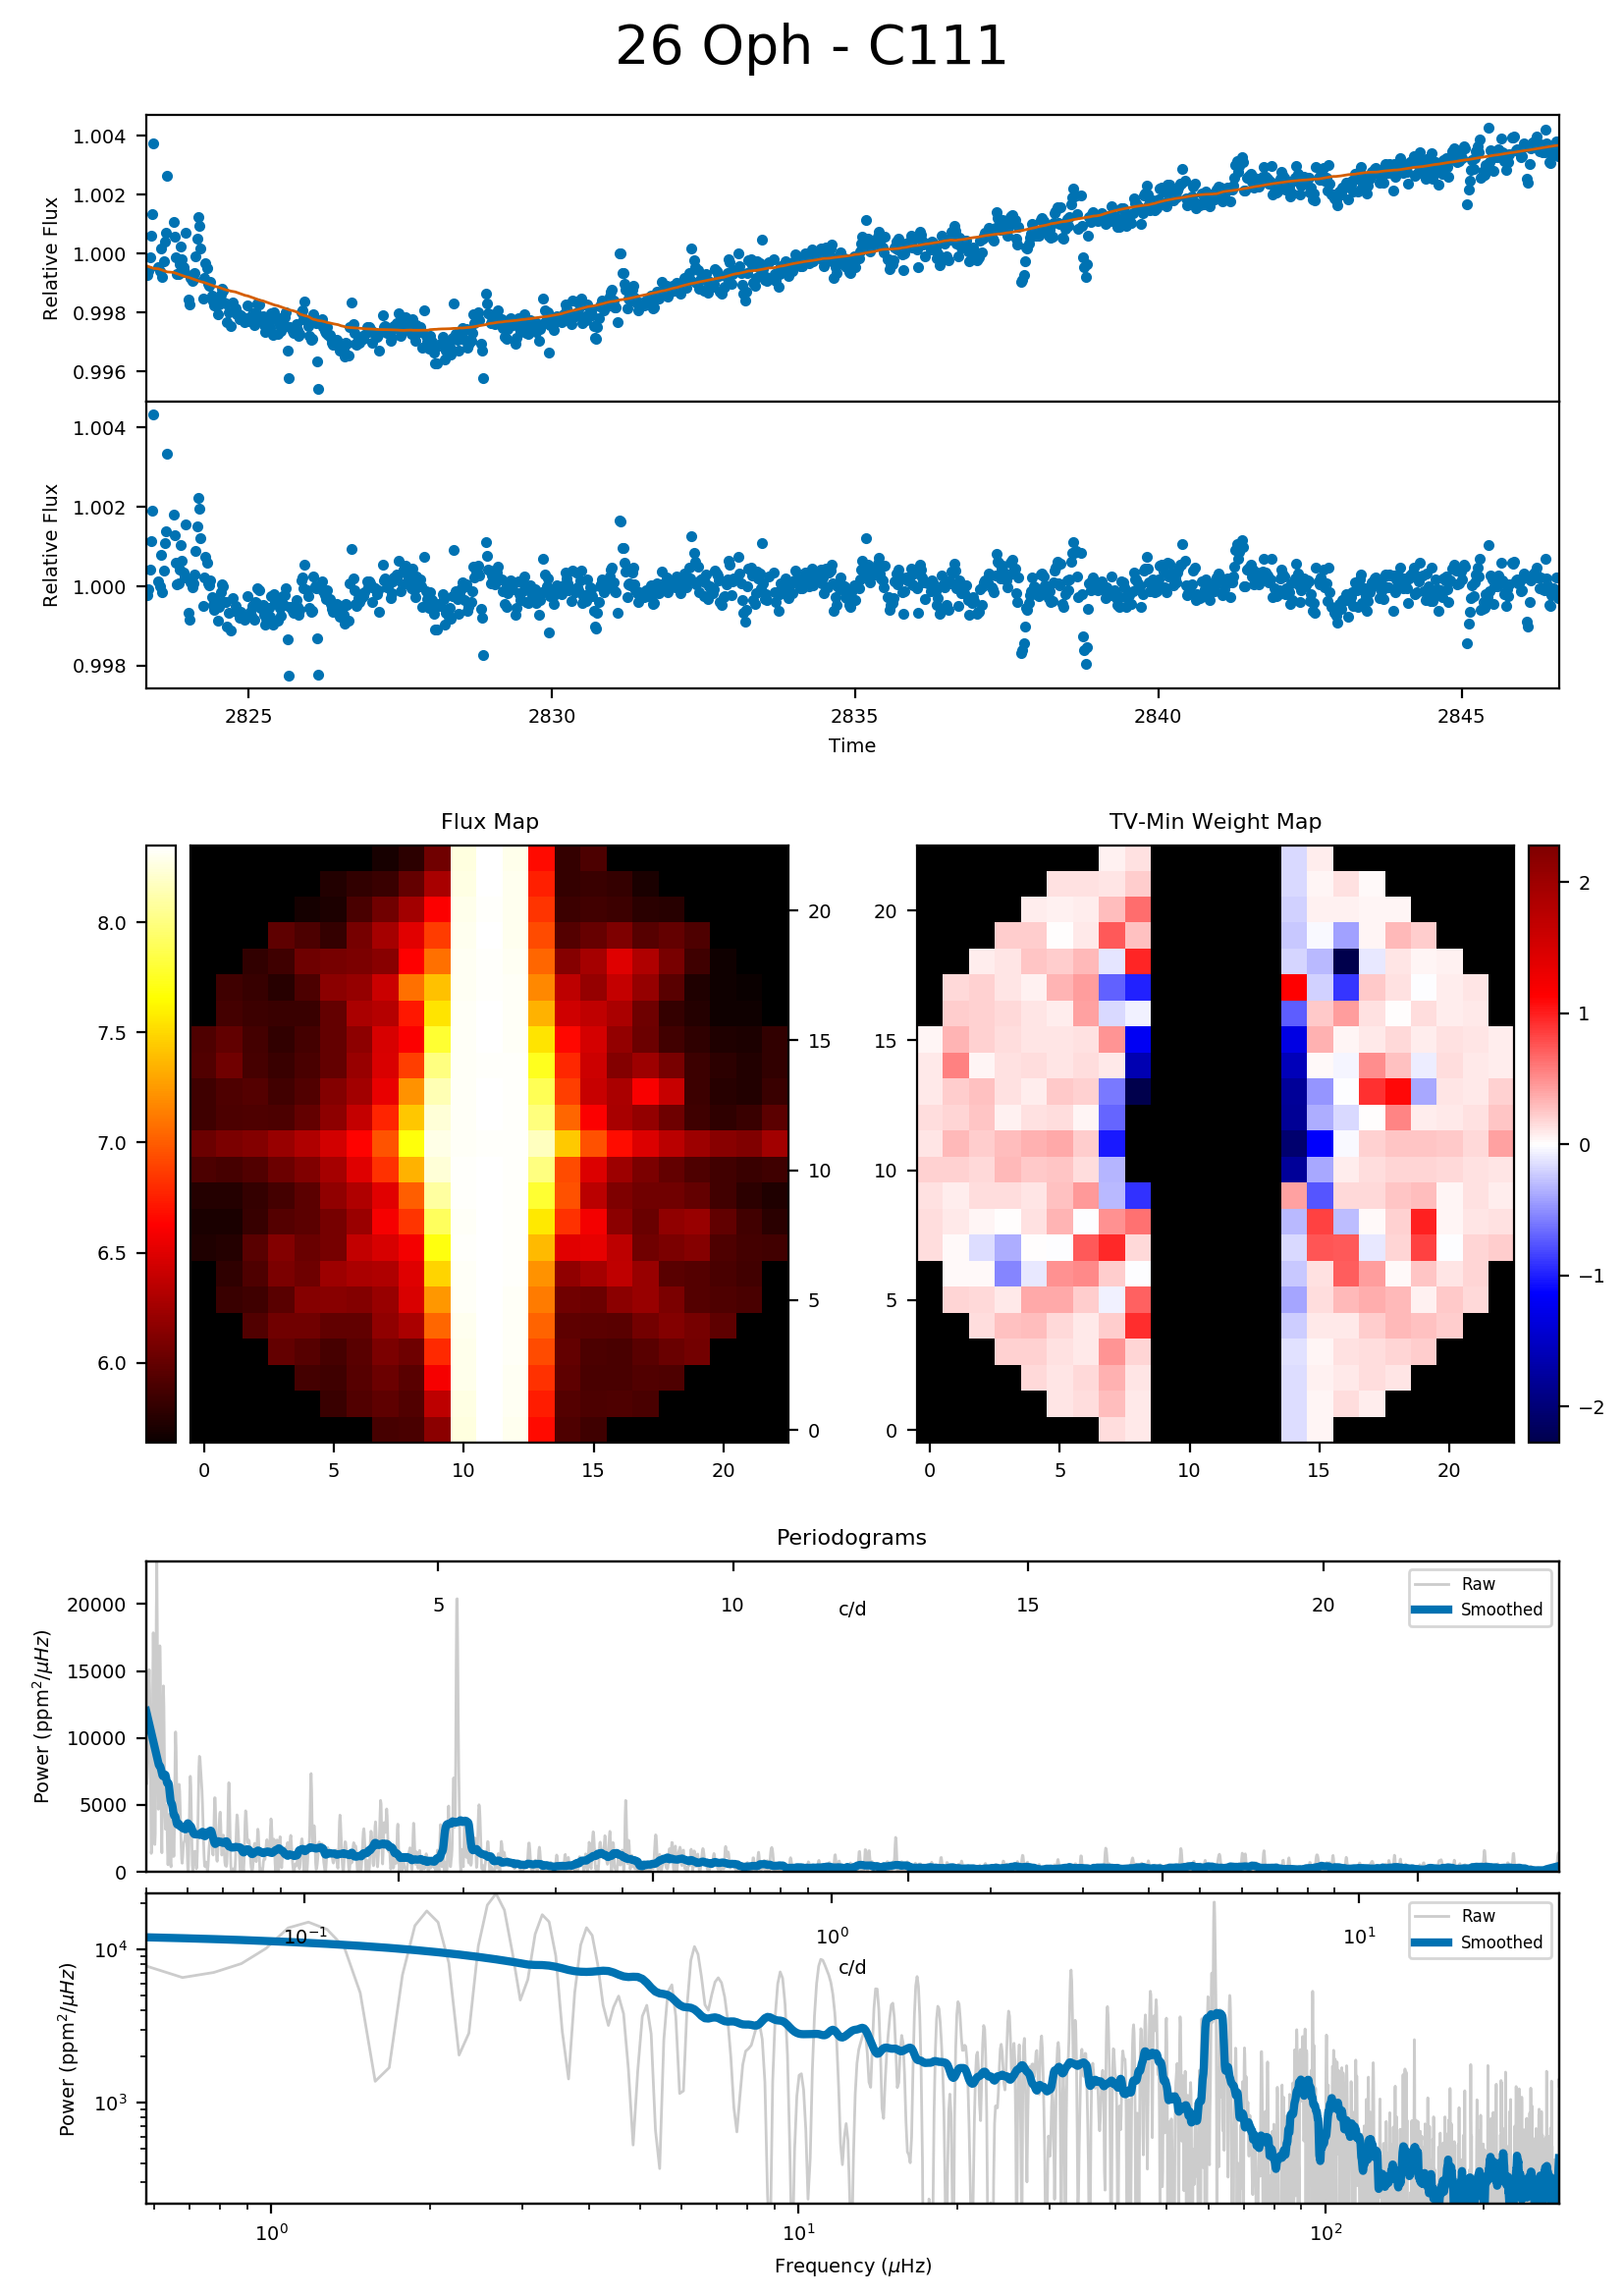 26 Oph - C111
1.004
1.002
1.000
0.998
0.996
Relative Flux
1.004
1.002
1.000
0.998
Relative Flux
2825 2830 2835 2840 2845
Time
Flux Map
8.0
7.5
7.0
6.5
6.0
20
15
10
5
0
0 5 10 15 20
TV-Min Weight Map
20
15
10
5
0
0 5 10 15 20
2
1
0
−1
−2
Periodograms
20000
15000
10000
5000
0
Power (ppm²/μHz)
5 10 15 20
c/d
Raw
Smoothed
10⁴
10³
Power (ppm²/μHz)
10⁻¹ 10⁰ 10¹
c/d
Raw
Smoothed
10⁰ 10¹ 10²
Frequency (μHz)